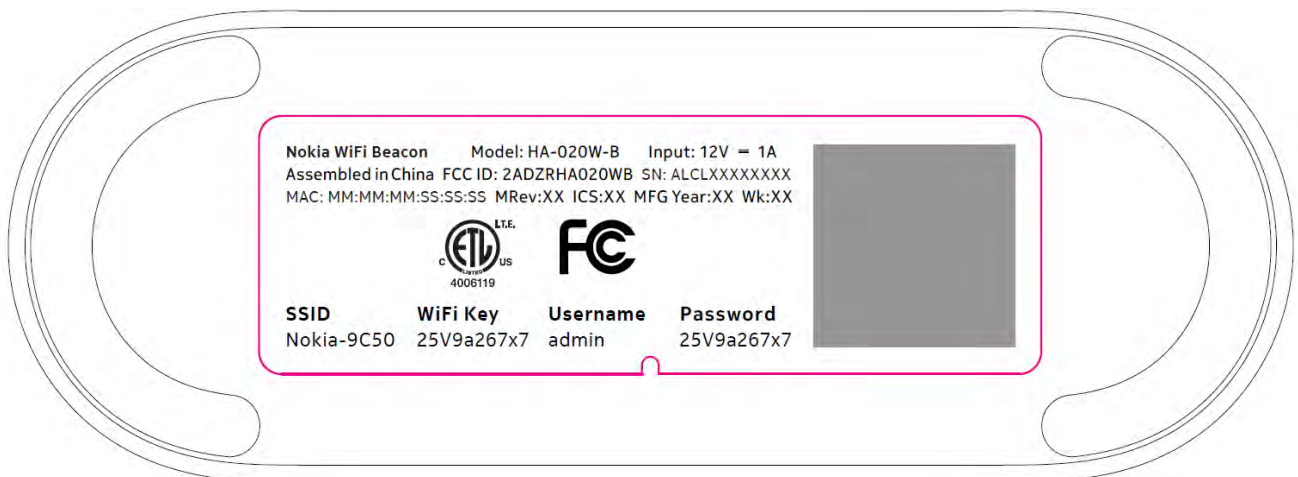 Nokia WiFi Beacon Model: HA-020W-B Input: 12V ⎓ 1A
Assembled in China FCC ID: 2ADZRHA020WB SN: ALCLXXXXXXXX
MAC: MM:MM:MM:SS:SS:SS MRev:XX ICS:XX MFG Year:XX Wk:XX
I.T.E.
ETL
C US
LISTED
4006119
FC
SSID WiFi Key Username Password
Nokia-9C50 25V9a267x7 admin 25V9a267x7